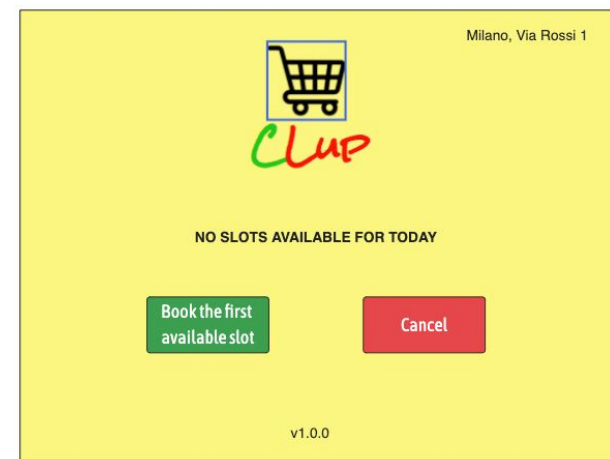 Milano, Via Rossi 1
CLup
NO SLOTS AVAILABLE FOR TODAY
Book the first
available slot
Cancel
v1.0.0